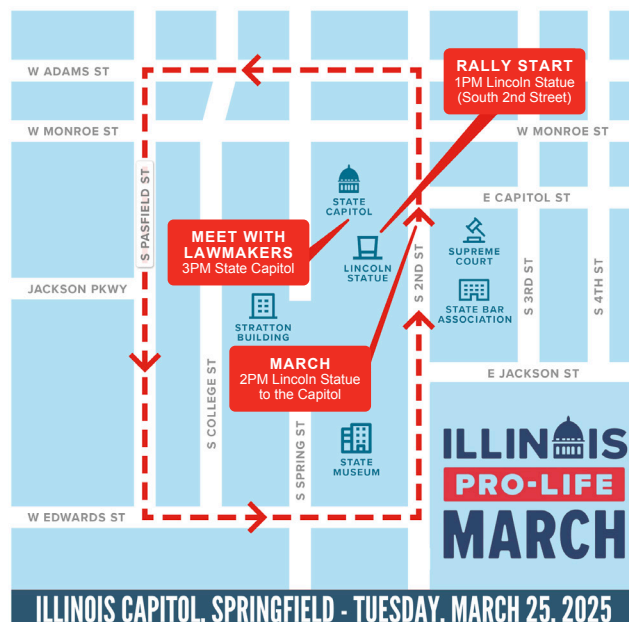 RALLY START
1PM Lincoln Statue
(South 2nd Street)
W ADAMS ST
W MONROE ST
W MONROE ST
S PASFIELD ST
STATE
CAPITOL
E CAPITOL ST
MEET WITH
LAWMAKERS
3PM State Capitol
LINCOLN
STATUE
S 2ND ST
SUPREME
COURT
S 3RD ST
S 4TH ST
JACKSON PKWY
STRATTON
BUILDING
STATE BAR
ASSOCIATION
MARCH
2PM Lincoln Statue
to the Capitol
E JACKSON ST
S COLLEGE ST
S SPRING ST
STATE
MUSEUM
W EDWARDS ST
ILLINOIS
PRO-LIFE
MARCH
ILLINOIS CAPITOL, SPRINGFIELD - TUESDAY, MARCH 25, 2025